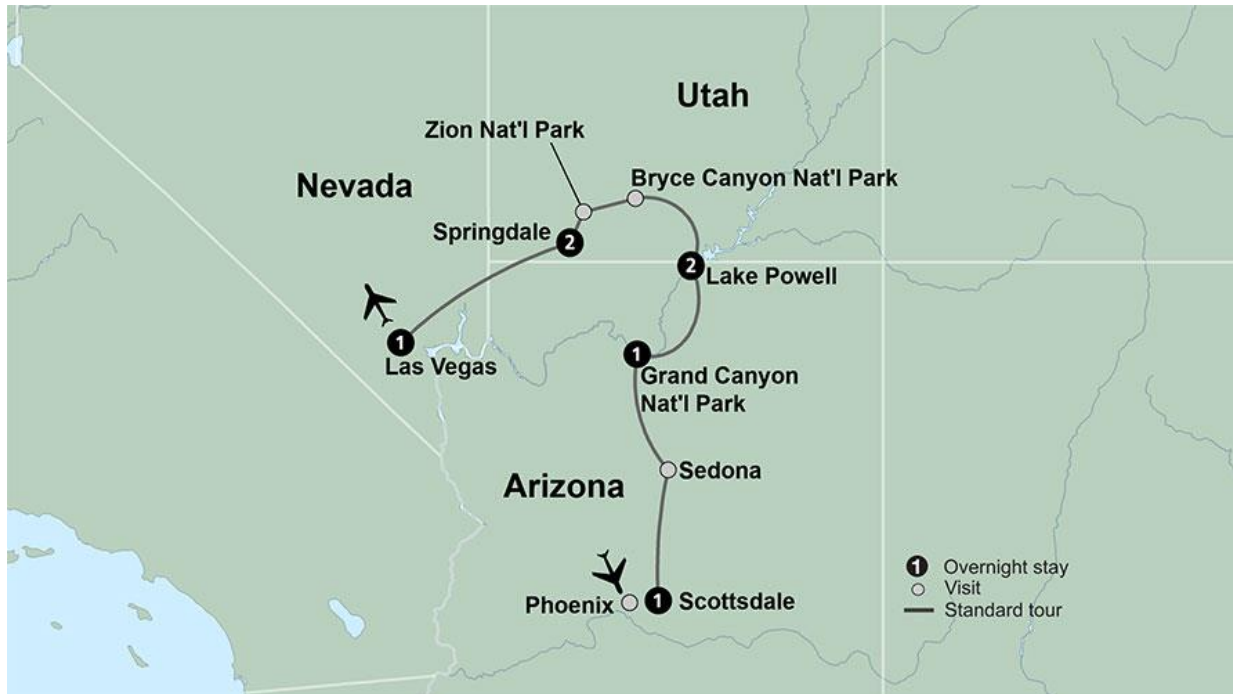 Utah
Zion Nat'l Park
Nevada
Bryce Canyon Nat'l Park
Springdale
2
2
Lake Powell
1
Las Vegas
1
Grand Canyon
Nat'l Park
Sedona
Arizona
Phoenix
1
Scottsdale
1 Overnight stay
Visit
Standard tour